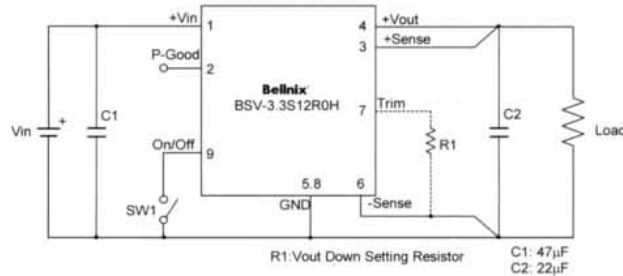 +Vin
1
4
+Vout
+Sense
3
P-Good
2
Bellnix
BSV-3.3S12R0H
7
Trim
C1
C2
Vin
+
R1
Load
On/Off
9
5.8
6
SW1
GND
-Sense
R1:Vout Down Setting Resistor
C1: 47μF
C2: 22μF